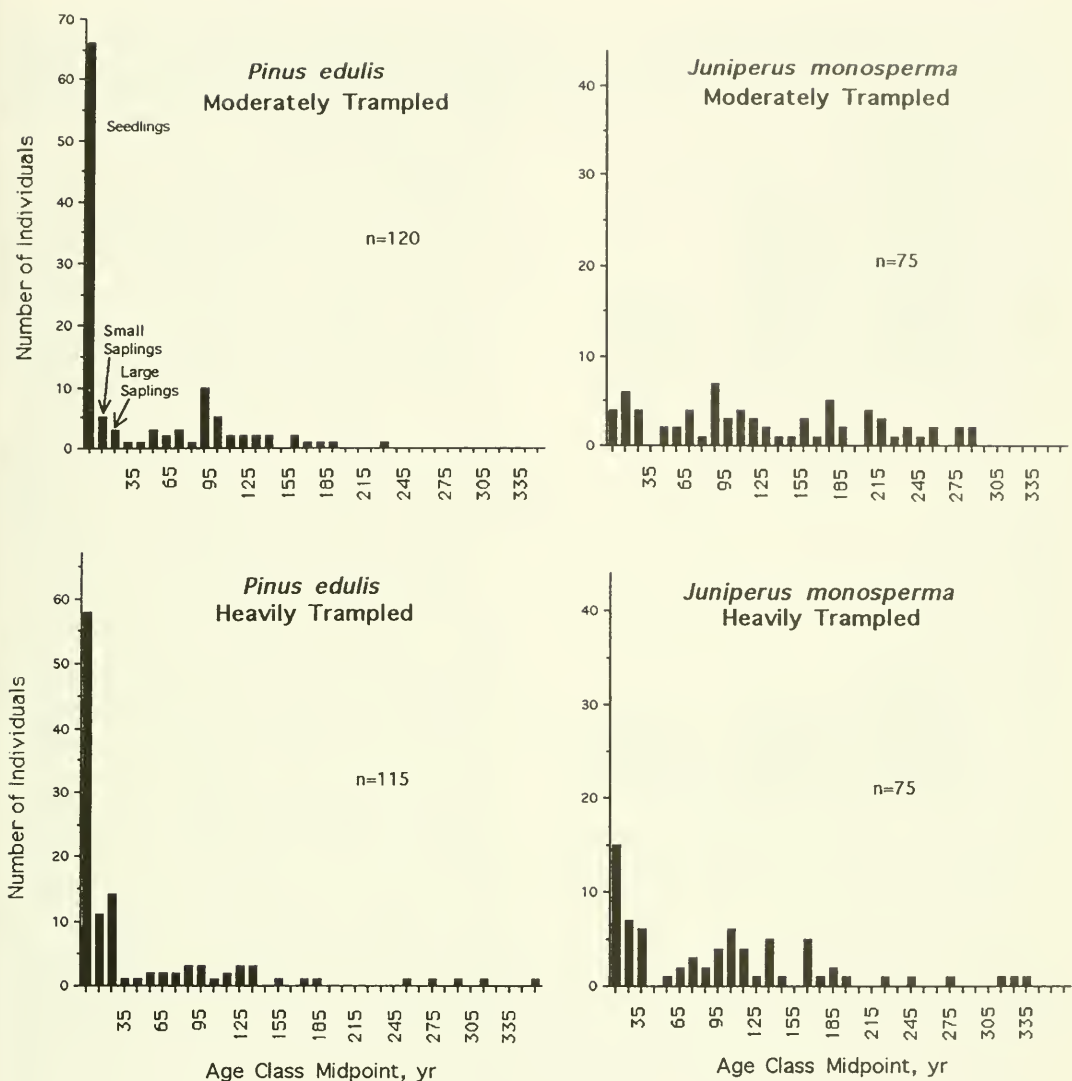 70
60
50
40
30
20
10
0
Number of Individuals
Pinus edulis
Moderately Trampled
Seedlings
n=120
Small
Saplings
Large
Saplings
35 65 95 125 155 185 215 245 275 305 335
40
30
20
10
0
Juniperus monosperma
Moderately Trampled
n=75
35 65 95 125 155 185 215 245 275 305 335
60
50
40
30
20
10
0
Number of Individuals
Pinus edulis
Heavily Trampled
n=115
35 65 95 125 155 185 215 245 275 305 335
Age Class Midpoint, yr
40
30
20
10
0
Juniperus monosperma
Heavily Trampled
n=75
35 65 95 125 155 185 215 245 275 305 335
Age Class Midpoint, yr